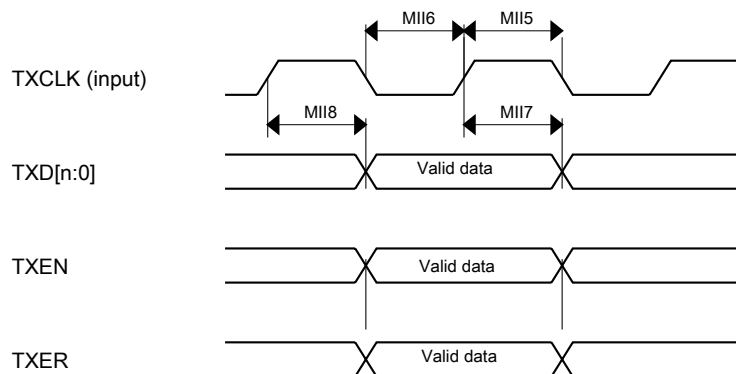 MII6 MII5
TXCLK (input)
MII8 MII7
TXD[n:0] Valid data
TXEN Valid data
TXER Valid data